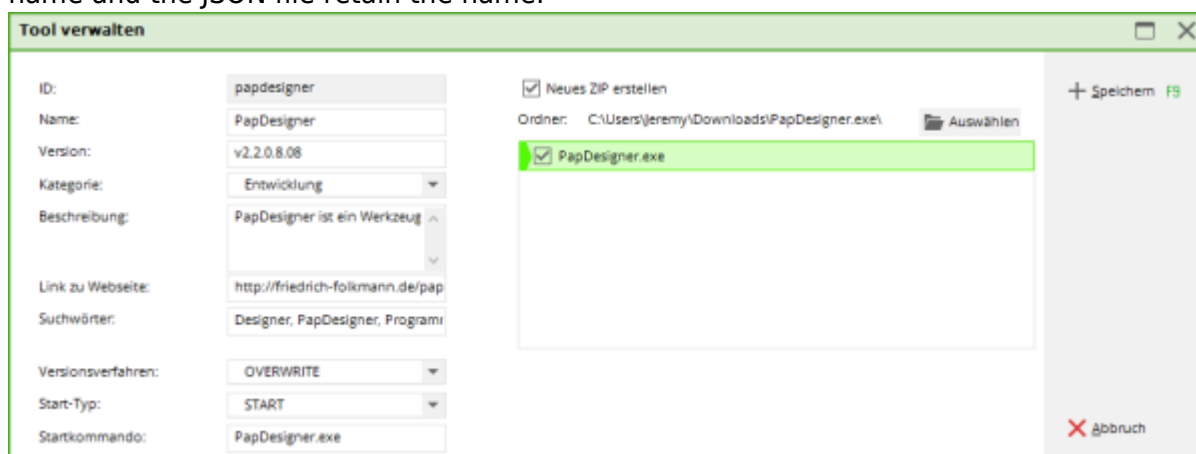 name and the JSON file retain the name.
Tool verwalten
ID: papdesigner
Name: PapDesigner
Version: v2.2.0.8.08
Kategorie: Entwicklung
Beschreibung: PapDesigner ist ein Werkzeug
Link zu Webseite: http://friedrich-folkmann.de/pap
Suchwörter: Designer, PapDesigner, Program
Versionsverfahren: OVERWRITE
Start-Typ: START
Startkommando: PapDesigner.exe
Neues ZIP erstellen
Ordner: C:\Users\Jeremy\Downloads\PapDesigner.exe\ Auswählen
PapDesigner.exe
Speichern F9
Abbruch